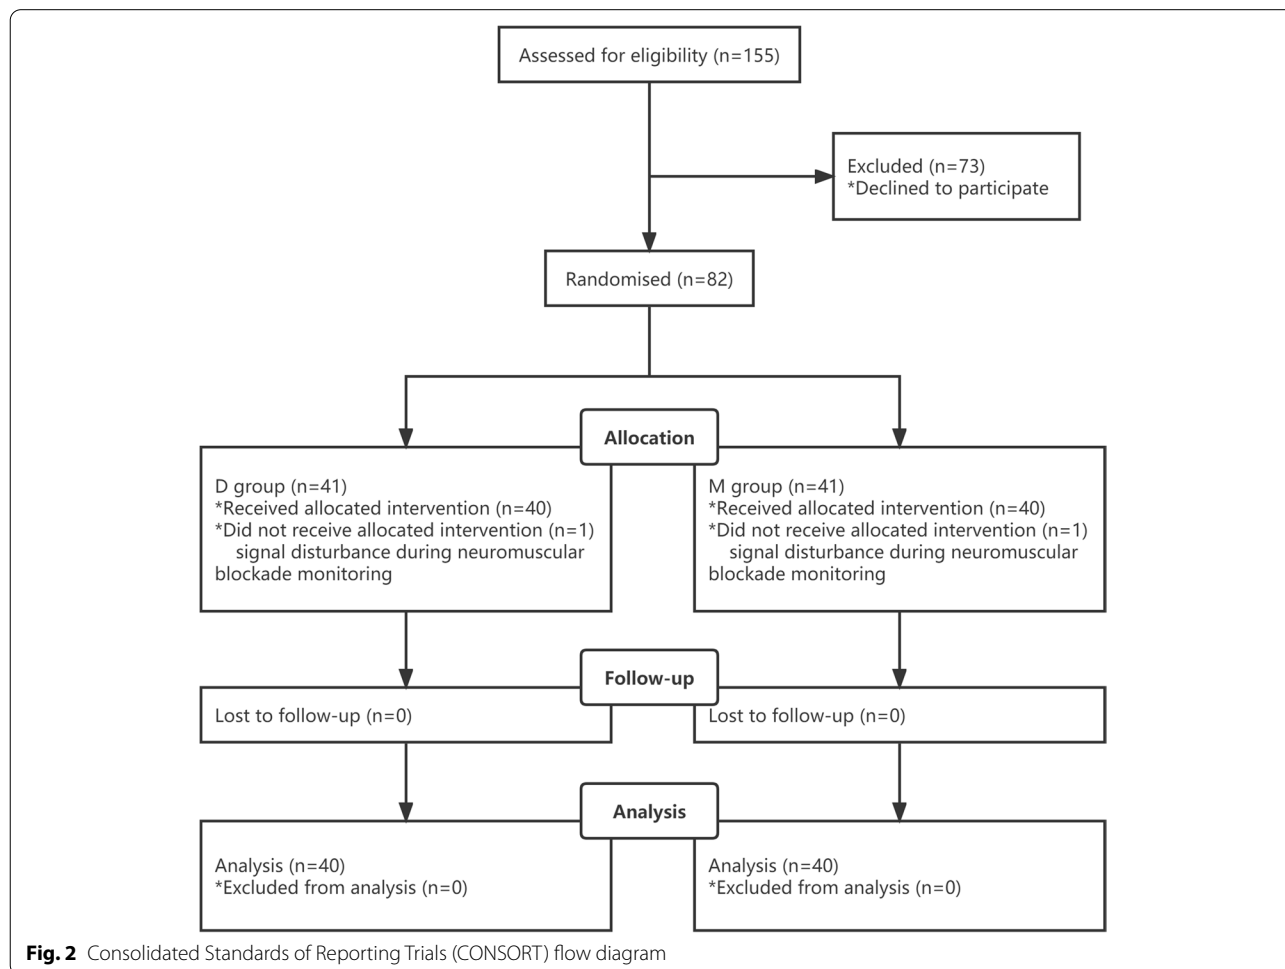 Assessed for eligibility (n=155)
Excluded (n=73)
*Declined to participate
Randomised (n=82)
Allocation
D group (n=41)
*Received allocated intervention (n=40)
*Did not receive allocated intervention (n=1)
signal disturbance during neuromuscular
blockade monitoring
M group (n=41)
*Received allocated intervention (n=40)
*Did not receive allocated intervention (n=1)
signal disturbance during neuromuscular
blockade monitoring
Follow-up
Lost to follow-up (n=0)
Lost to follow-up (n=0)
Analysis
Analysis (n=40)
*Excluded from analysis (n=0)
Analysis (n=40)
*Excluded from analysis (n=0)
Fig. 2 Consolidated Standards of Reporting Trials (CONSORT) flow diagram